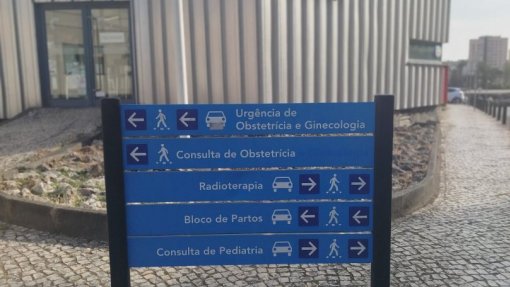 Urgência de
Obstetrícia e Ginecologia
Consulta de Obstetrícia
Radioterapia
Bloco de Partos
Consulta de Pediatria